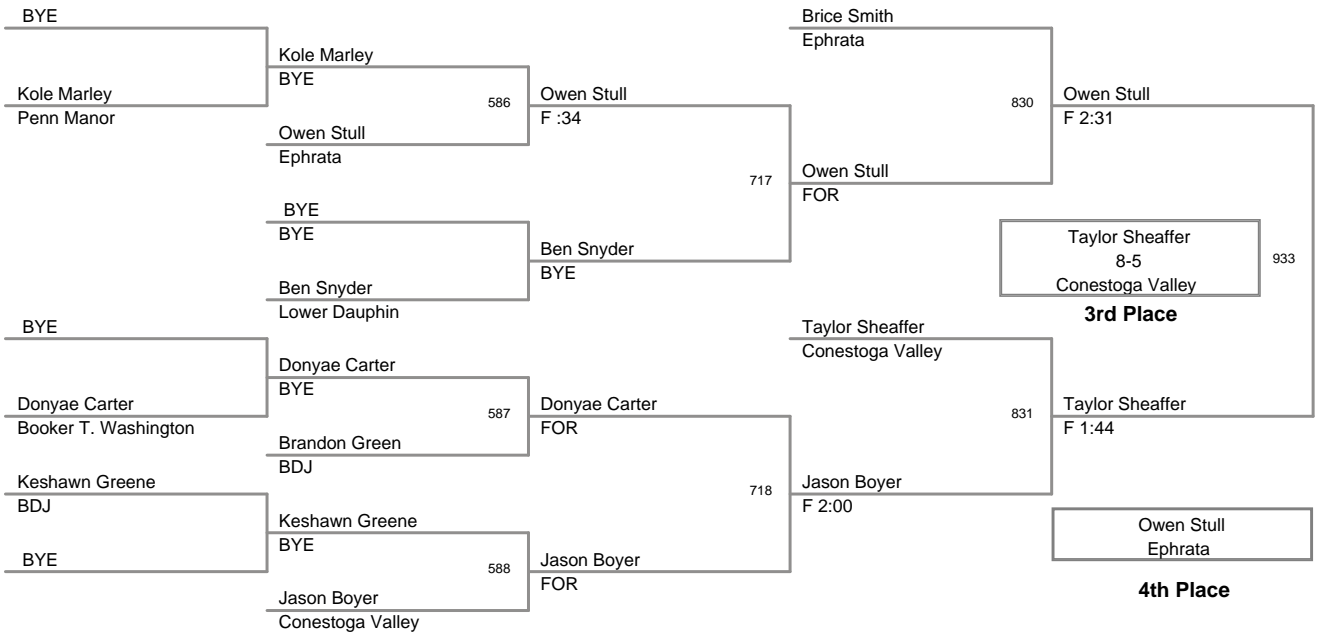 BYE
Kole Marley
Penn Manor
BYE
Donyae Carter
Booker T. Washington
Keshawn Greene
BDJ
BYE
Kole Marley
BYE
586
Owen Stull
Ephrata
BYE
BYE
Ben Snyder
Lower Dauphin
Donyae Carter
BYE
587
Brandon Green
BDJ
Keshawn Greene
BYE
588
Jason Boyer
Conestoga Valley
Owen Stull
F :34
717
Ben Snyder
BYE
Donyae Carter
FOR
718
Jason Boyer
FOR
Brice Smith
Ephrata
830
Owen Stull
FOR
Taylor Sheaffer
Conestoga Valley
831
Jason Boyer
F 2:00
Owen Stull
F 2:31
Taylor Sheaffer
8-5
Conestoga Valley
933
3rd Place
Taylor Sheaffer
F 1:44
Owen Stull
Ephrata
4th Place